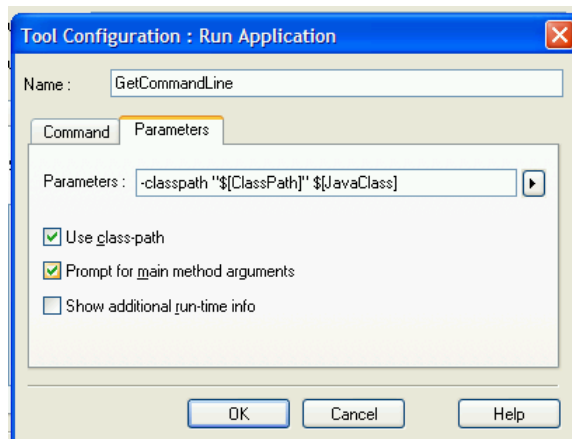 Tool Configuration : Run Application
Name : GetCommandLine
Command Parameters
Parameters : -classpath "$[ClassPath]" $[JavaClass]
Use class-path
Prompt for main method arguments
Show additional run-time info
OK Cancel Help